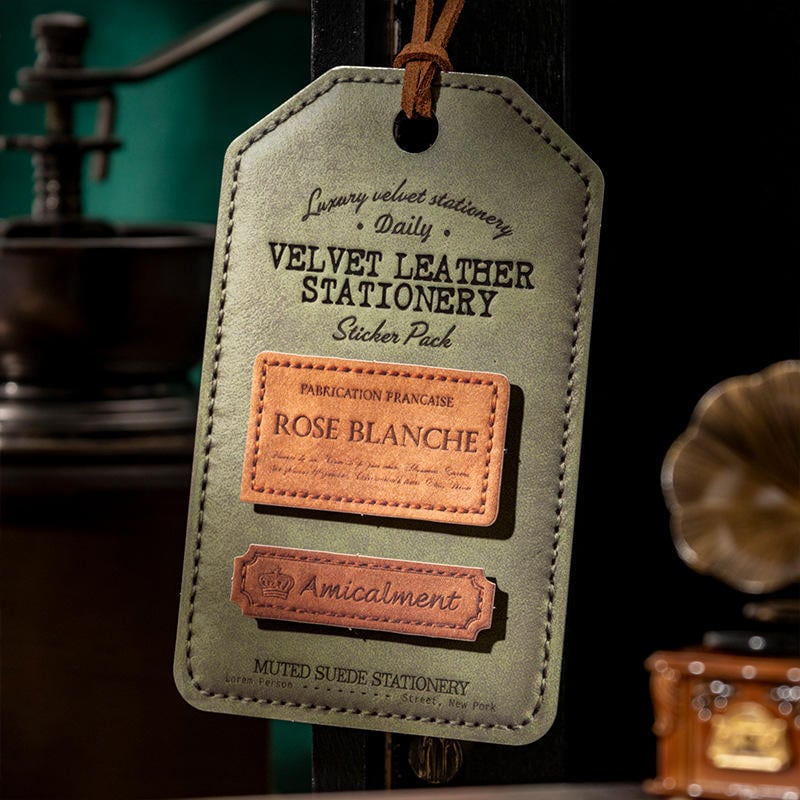 Luxury velvet stationery
• Daily •
VELVET LEATHER
STATIONERY
Sticker Pack
FABRICATION FRANCAISE
ROSE BLANCHE
Amicalment
MUTED SUEDE STATIONERY
Lorem Person - - - - - - - - Street, New Pork